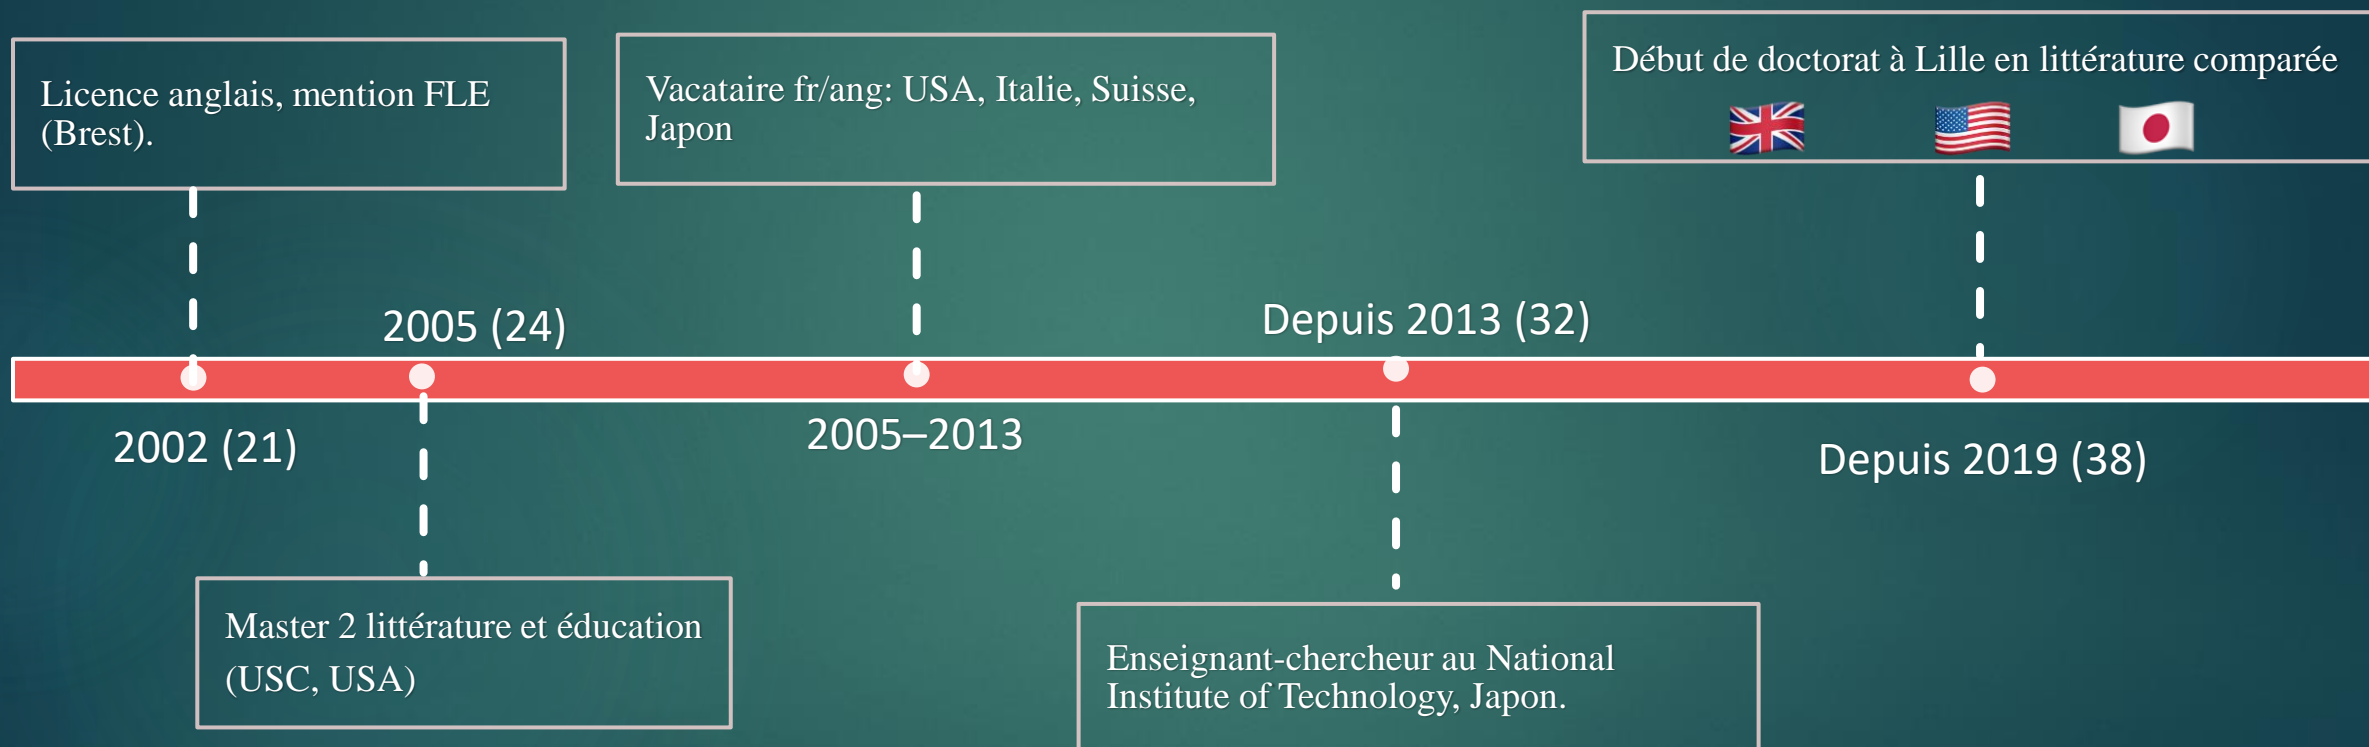 Licence anglais, mention FLE
(Brest).
Vacataire fr/ang: USA, Italie, Suisse,
Japon
Début de doctorat à Lille en littérature comparée
2005 (24)
Depuis 2013 (32)
2002 (21)
2005–2013
Depuis 2019 (38)
Master 2 littérature et éducation
(USC, USA)
Enseignant-chercheur au National
Institute of Technology, Japon.